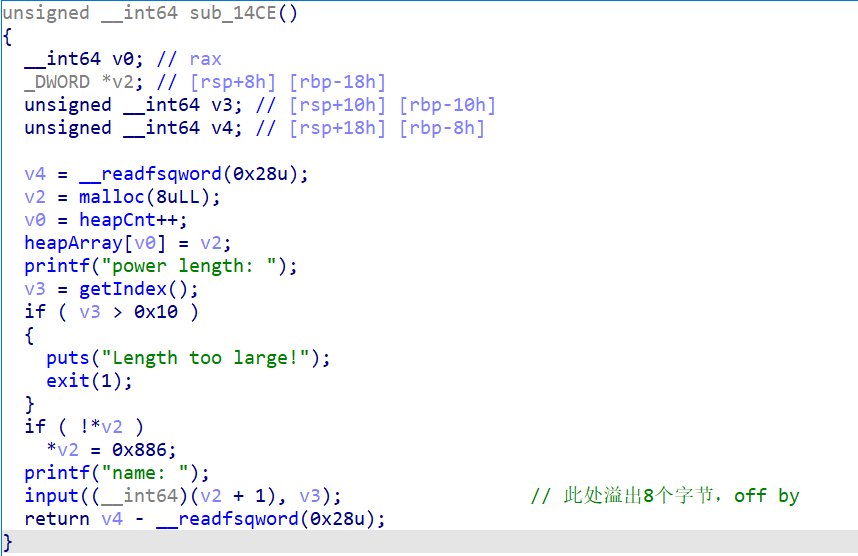 unsigned __int64 sub_14CE()
{
  __int64 v0; // rax
  _DWORD *v2; // [rsp+8h] [rbp-18h]
  unsigned __int64 v3; // [rsp+10h] [rbp-10h]
  unsigned __int64 v4; // [rsp+18h] [rbp-8h]

  v4 = __readfsqword(0x28u);
  v2 = malloc(8uLL);
  v0 = heapCnt++;
  heapArray[v0] = v2;
  printf("power length: ");
  v3 = getIndex();
  if ( v3 > 0x10 )
  {
    puts("Length too large!");
    exit(1);
  }
  if ( !*v2 )
    *v2 = 0x886;
  printf("name: ");
  input((__int64)(v2 + 1), v3); // 此处溢出8个字节，off by
  return v4 - __readfsqword(0x28u);
}